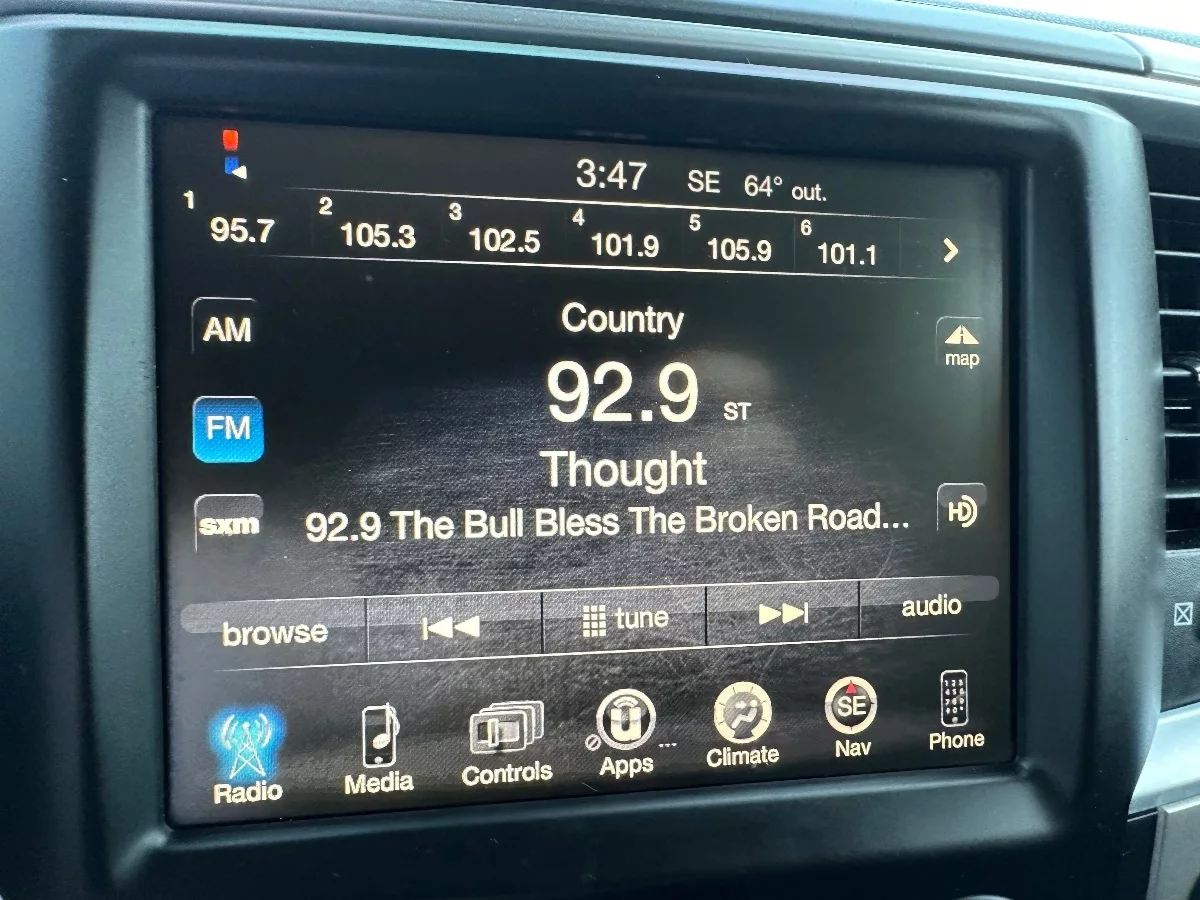 3:47 SE 64° out.
1 95.7 2 105.3 3 102.5 4 101.9 5 105.9 6 101.1
AM
Country
map
92.9 ST
FM
Thought
sxm
92.9 The Bull Bless The Broken Road...
HD
browse tune audio
SE
Radio Media Controls Apps Climate Nav Phone